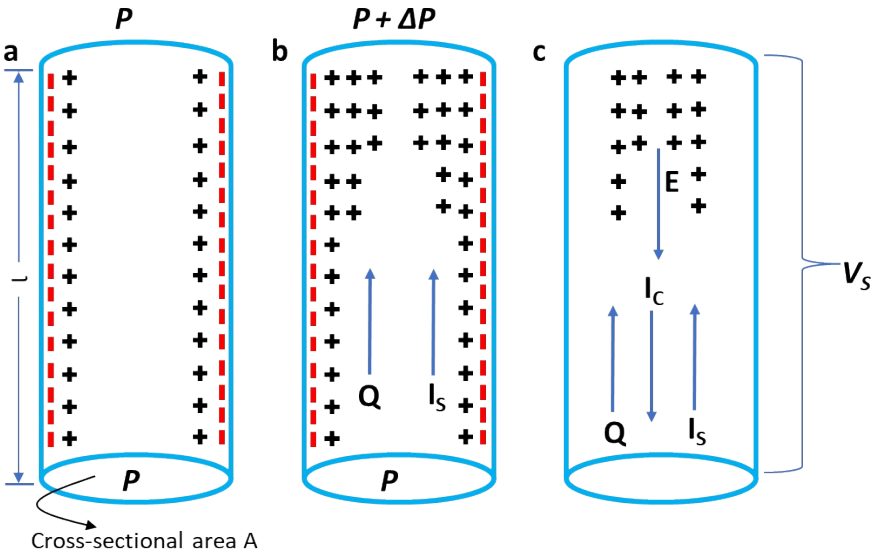 P
P + ΔP
a
b
c
l
E
I_C
V_S
Q
I_S
Q
I_S
P
P
Cross-sectional area A